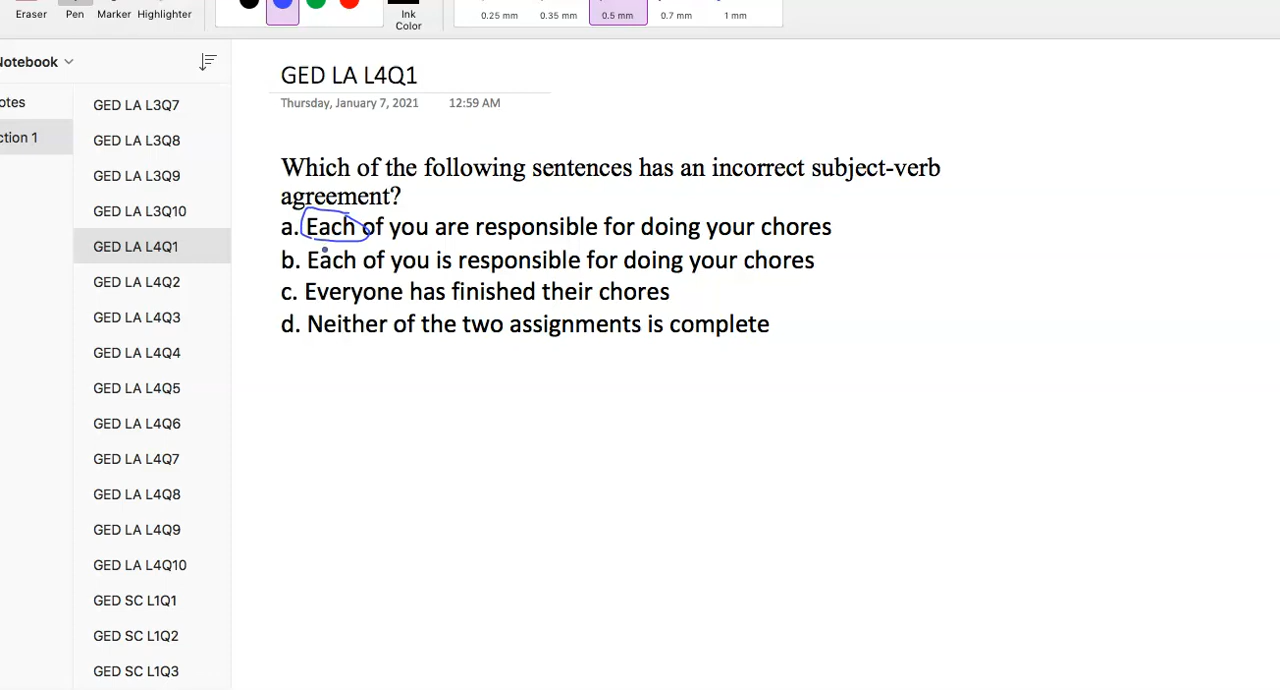 Eraser Pen Marker Highlighter Ink Color 0.25 mm 0.35 mm 0.5 mm 0.7 mm 1 mm
Notebook
otes
ction 1
GED LA L3Q7
GED LA L3Q8
GED LA L3Q9
GED LA L3Q10
GED LA L4Q1
GED LA L4Q2
GED LA L4Q3
GED LA L4Q4
GED LA L4Q5
GED LA L4Q6
GED LA L4Q7
GED LA L4Q8
GED LA L4Q9
GED LA L4Q10
GED SC L1Q1
GED SC L1Q2
GED SC L1Q3
GED LA L4Q1
Thursday, January 7, 2021 12:59 AM
Which of the following sentences has an incorrect subject-verb
agreement?
a. Each of you are responsible for doing your chores
b. Each of you is responsible for doing your chores
c. Everyone has finished their chores
d. Neither of the two assignments is complete